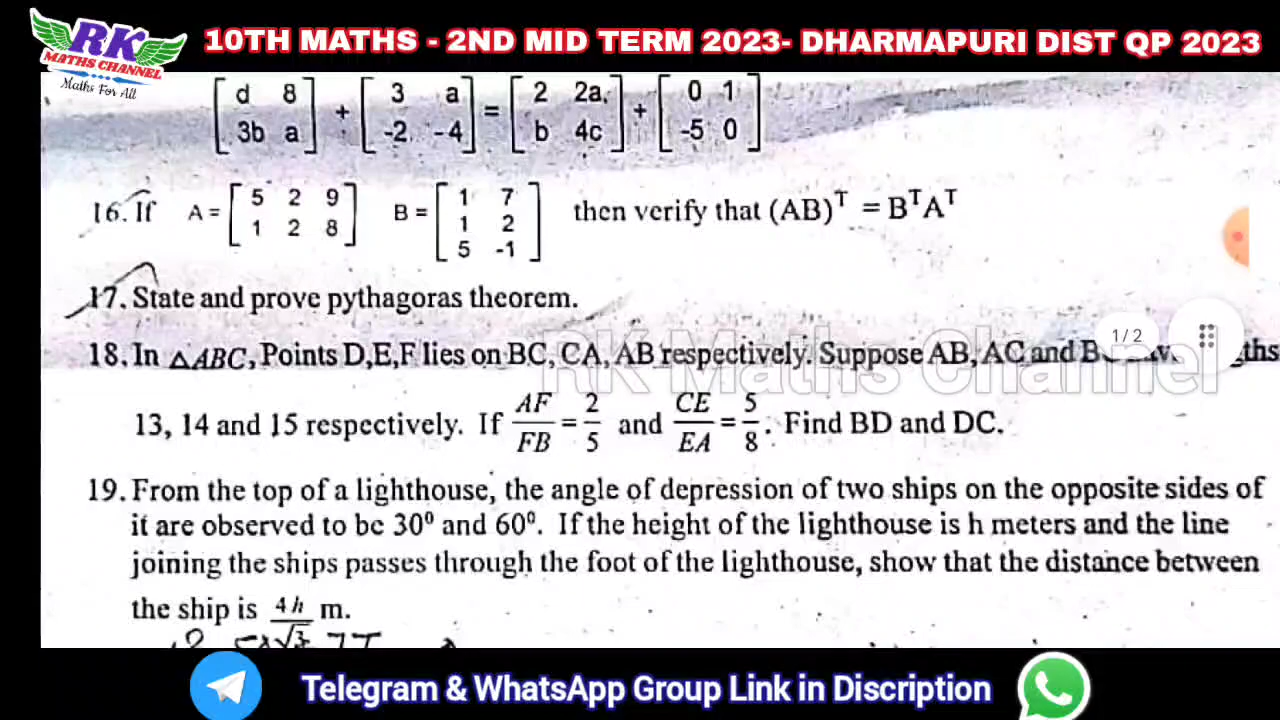 RK
MATHS CHANNEL
Maths For All
10TH MATHS - 2ND MID TERM 2023- DHARMAPURI DIST QP 2023
[d 8; 3b a] + [3 a; -2 -4] = [2 2a; b 4c] + [0 1; -5 0]
16. If A = [5 2 9; 1 2 8] B = [1 7; 1 2; 5 -1] then verify that (AB)ᵀ = BᵀAᵀ
17. State and prove pythagoras theorem.
18. In △ABC, Points D,E,F lies on BC, CA, AB respectively. Suppose AB, AC and
13, 14 and 15 respectively. If AF/FB = 2/5 and CE/EA = 5/8. Find BD and DC.
RK Maths Channel
1/2
19. From the top of a lighthouse, the angle of depression of two ships on the opposite sides of
it are observed to be 30⁰ and 60⁰. If the height of the lighthouse is h meters and the line
joining the ships passes through the foot of the lighthouse, show that the distance between
the ship is 4h/√3 m.
Telegram & WhatsApp Group Link in Discription